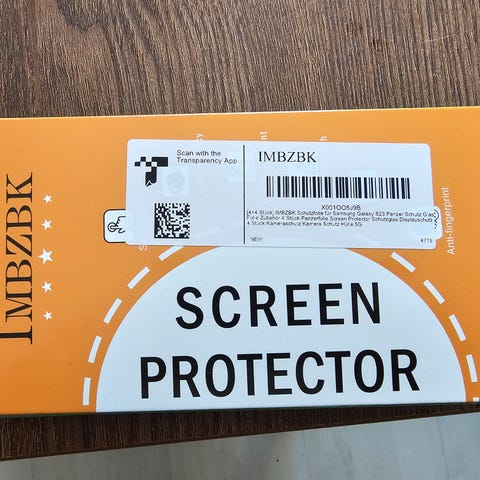 IMBZBK
Scan with the
Transparency App
IMBZBK
X001OO5J9B
[4+4 Stück] IMBZBK Schutzfolie für Samsung Galaxy S23 Panzer Schutz Glas
Folie Zubehör 4 Stück Panzerfolie Screen Protector Schutzglas Displayschutz
4 Stück Kameraschutz Kamera Schutz Hülle 5G
NEW
4775
Anti-fingerprint
SCREEN
PROTECTOR